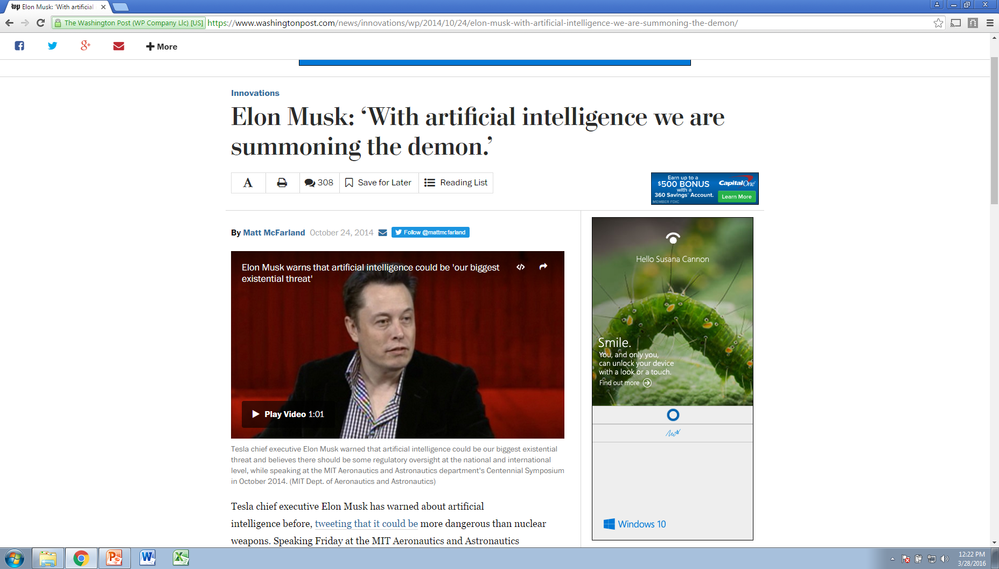 wp Elon Musk: ‘With artificial
The Washington Post (WP Company Llc) [US] https://www.washingtonpost.com/news/innovations/wp/2014/10/24/elon-musk-with-artificial-intelligence-we-are-summoning-the-demon/
More
Innovations
Elon Musk: ‘With artificial intelligence we are
summoning the demon.’
A 308 Save for Later Reading List
Earn up to a
$500 BONUS
with a
360 Savings Account.
MEMBER FDIC
Capital One
Learn More
By Matt McFarland October 24, 2014 Follow @mattmcfarland
Elon Musk warns that artificial intelligence could be 'our biggest
existential threat'
Play Video 1:01
Tesla chief executive Elon Musk warned that artificial intelligence could be our biggest existential
threat and believes there should be some regulatory oversight at the national and international
level, while speaking at the MIT Aeronautics and Astronautics department's Centennial Symposium
in October 2014. (MIT Dept. of Aeronautics and Astronautics)
Tesla chief executive Elon Musk has warned about artificial
intelligence before, tweeting that it could be more dangerous than nuclear
weapons. Speaking Friday at the MIT Aeronautics and Astronautics
Hello Susana Cannon
Smile.
You, and only you,
can unlock your device
with a look or a touch.
Find out more
Windows 10
12:22 PM
3/28/2016